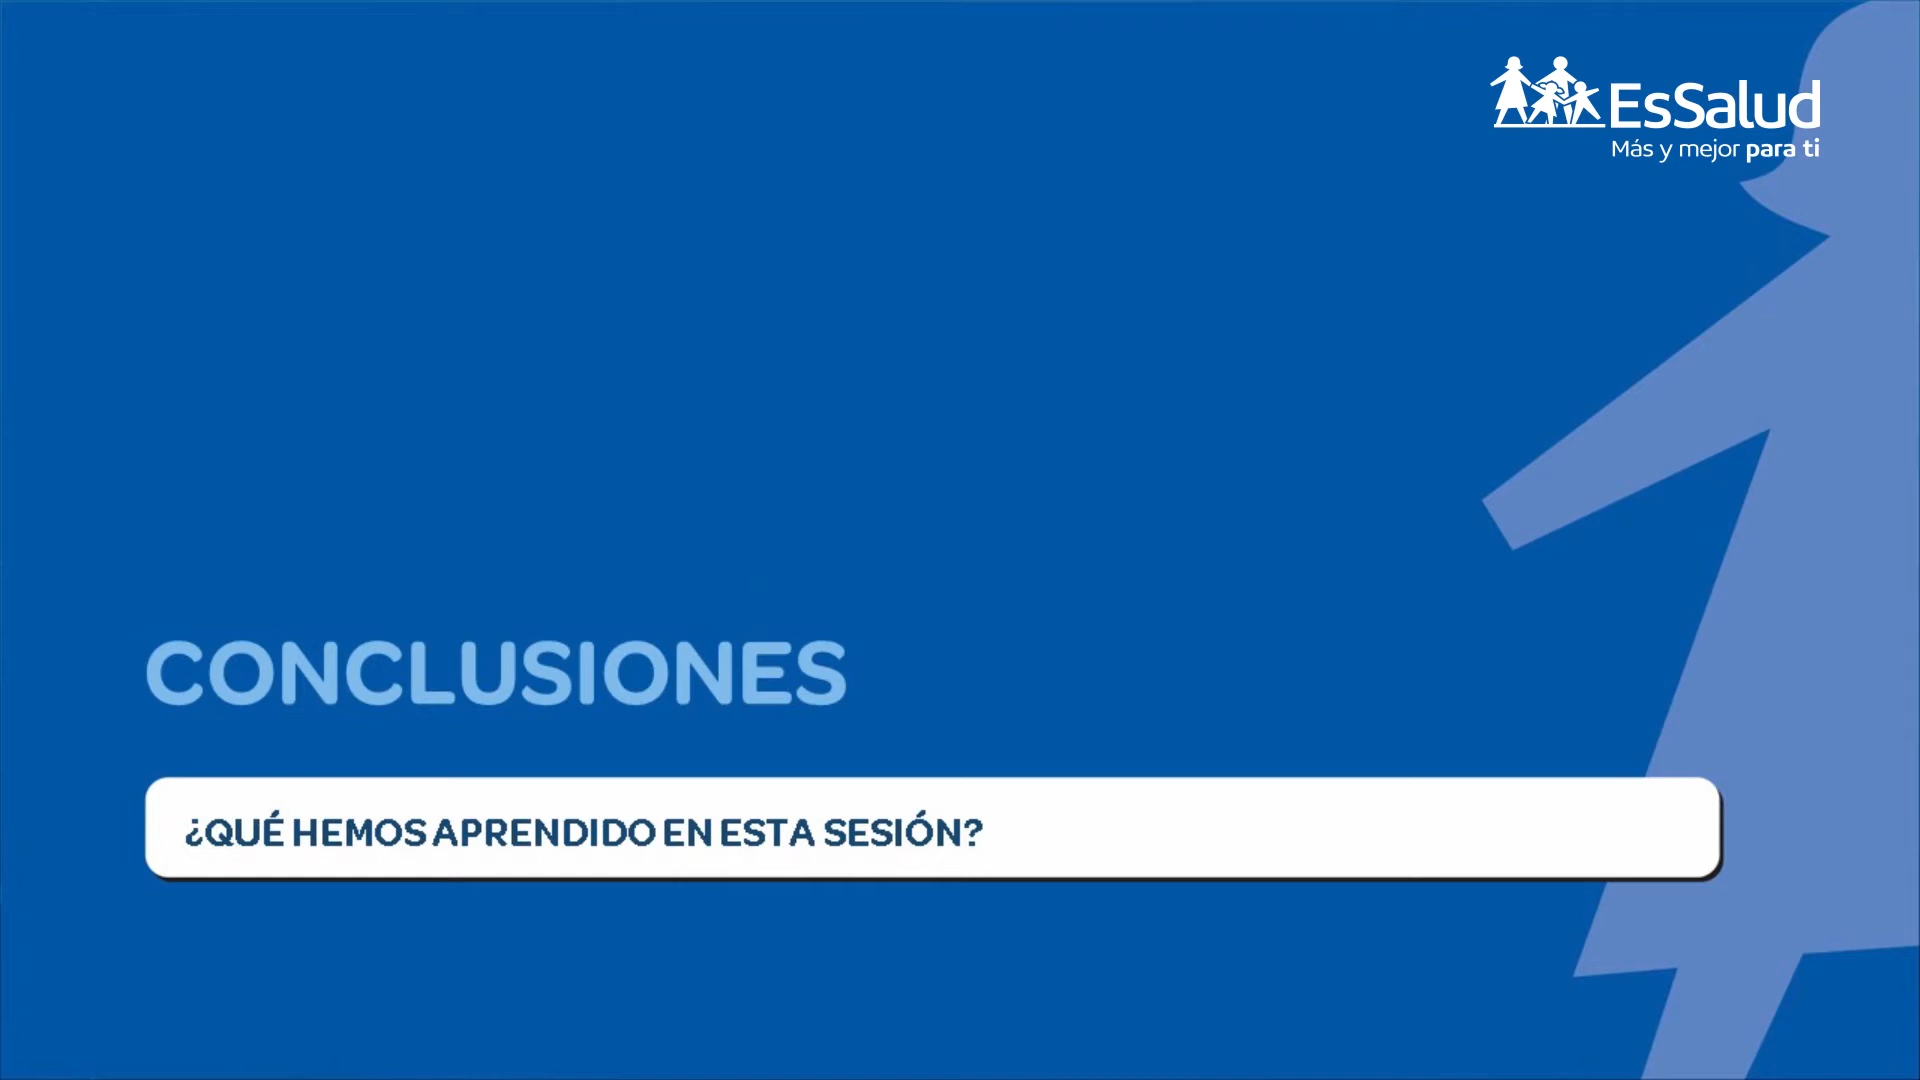 EsSalud
Más y mejor para ti
CONCLUSIONES
¿QUÉ HEMOS APRENDIDO EN ESTA SESIÓN?